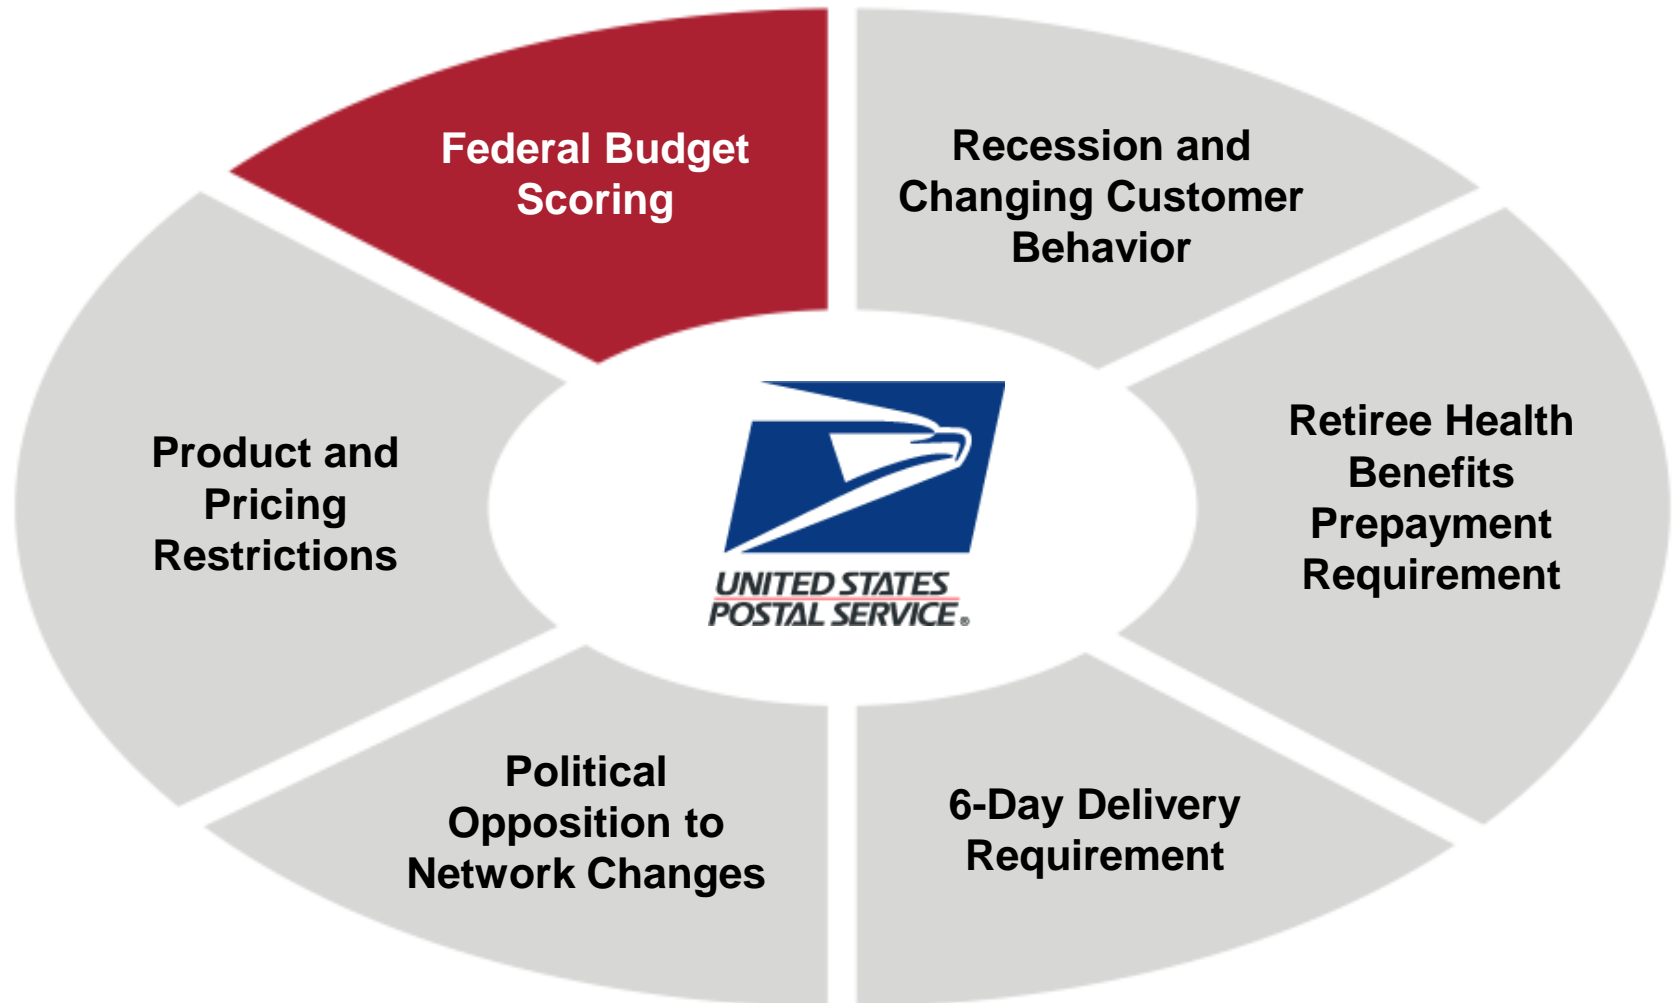 Federal Budget
Scoring
Recession and
Changing Customer
Behavior
Retiree Health
Benefits
Prepayment
Requirement
6-Day Delivery
Requirement
Political
Opposition to
Network Changes
Product and
Pricing
Restrictions
UNITED STATES
POSTAL SERVICE®